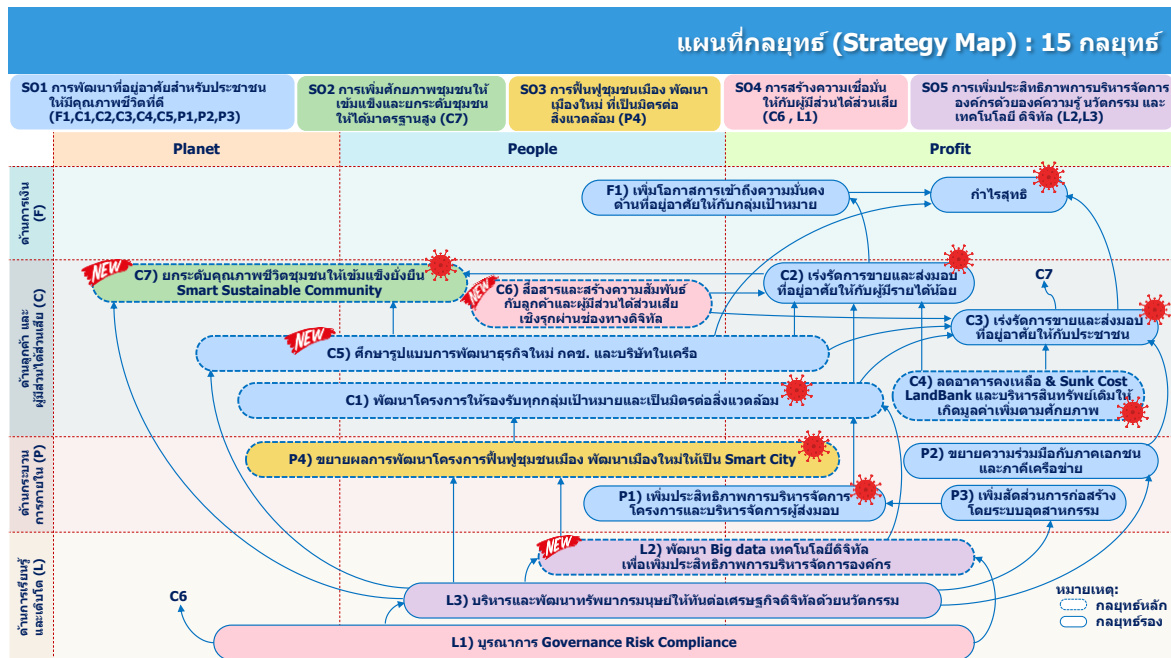 แผนที่กลยุทธ์ (Strategy Map) : 15 กลยุทธ์
SO1 การพัฒนาที่อยู่อาศัยสำหรับประชาชน
ให้มีคุณภาพชีวิตที่ดี
(F1,C1,C2,C3,C4,C5,P1,P2,P3)
SO2 การเพิ่มศักยภาพชุมชนให้
เข้มแข็งและยกระดับชุมชน
ให้ได้มาตรฐานสูง (C7)
SO3 การฟื้นฟูชุมชนเมือง พัฒนา
เมืองใหม่ ที่เป็นมิตรต่อ
สิ่งแวดล้อม (P4)
SO4 การสร้างความเชื่อมั่น
ให้กับผู้มีส่วนได้ส่วนเสีย
(C6 , L1)
SO5 การเพิ่มประสิทธิภาพการบริหารจัดการ
องค์กรด้วยองค์ความรู้ นวัตกรรม และ
เทคโนโลยี ดิจิทัล (L2,L3)
Planet
People
Profit
ด้านการเงิน
(F)
F1) เพิ่มโอกาสการเข้าถึงความมั่นคง
ด้านที่อยู่อาศัยให้กับกลุ่มเป้าหมาย
กำไรสุทธิ
ด้านลูกค้า และ
ผู้มีส่วนได้ส่วนเสีย (C)
NEW
C7) ยกระดับคุณภาพชีวิตชุมชนให้เข้มแข็งยั่งยืน
Smart Sustainable Community
NEW
C6) สื่อสารและสร้างความสัมพันธ์
กับลูกค้าและผู้มีส่วนได้ส่วนเสีย
เชิงรุกผ่านช่องทางดิจิทัล
C2) เร่งรัดการขายและส่งมอบ
ที่อยู่อาศัยให้กับผู้มีรายได้น้อย
C7
C3) เร่งรัดการขายและส่งมอบ
ที่อยู่อาศัยให้กับประชาชน
NEW
C5) ศึกษารูปแบบการพัฒนาธุรกิจใหม่ กคช. และบริษัทในเครือ
C1) พัฒนาโครงการให้รองรับทุกกลุ่มเป้าหมายและเป็นมิตรต่อสิ่งแวดล้อม
C4) ลดอาคารคงเหลือ & Sunk Cost
LandBank และบริหารสินทรัพย์เดิมให้
เกิดมูลค่าเพิ่มตามศักยภาพ
ด้านกระบวน
การภายใน (P)
P4) ขยายผลการพัฒนาโครงการฟื้นฟูชุมชนเมือง พัฒนาเมืองใหม่ให้เป็น Smart City
P2) ขยายความร่วมมือกับภาคเอกชน
และภาคีเครือข่าย
P1) เพิ่มประสิทธิภาพการบริหารจัดการ
โครงการและบริหารจัดการผู้ส่งมอบ
P3) เพิ่มสัดส่วนการก่อสร้าง
โดยระบบอุตสาหกรรม
ด้านการเรียนรู้
และเติบโต (L)
NEW
L2) พัฒนา Big data เทคโนโลยีดิจิทัล
เพื่อเพิ่มประสิทธิภาพการบริหารจัดการองค์กร
C6
L3) บริหารและพัฒนาทรัพยากรมนุษย์ให้ทันต่อเศรษฐกิจดิจิทัลด้วยนวัตกรรม
L1) บูรณาการ Governance Risk Compliance
หมายเหตุ:
กลยุทธ์หลัก
กลยุทธ์รอง